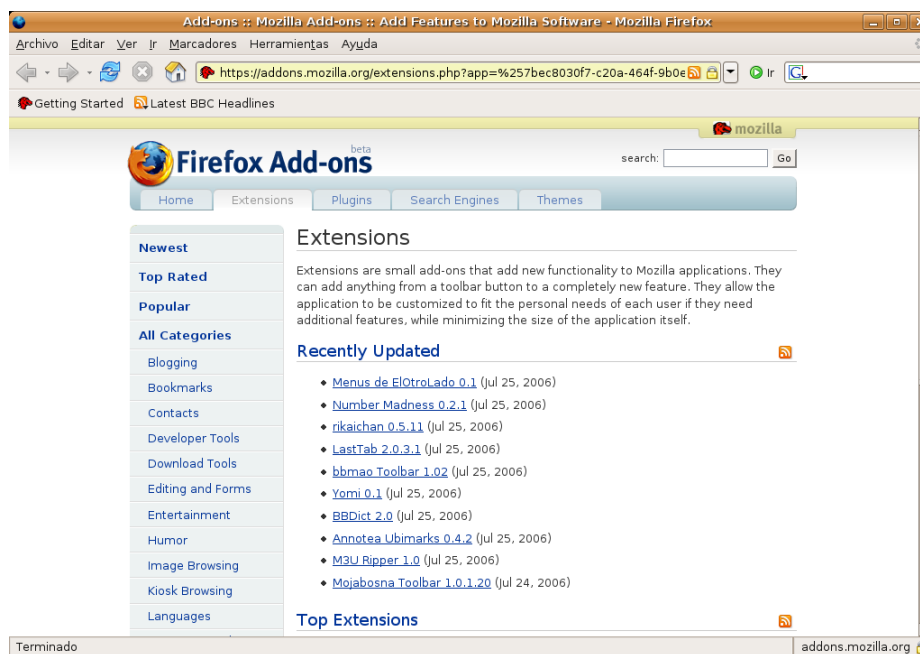 Add-ons :: Mozilla Add-ons :: Add Features to Mozilla Software - Mozilla Firefox
Archivo Editar Ver Ir Marcadores Herramientas Ayuda
https://addons.mozilla.org/extensions.php?app=%257bec8030f7-c20a-464f-9b0e
Ir
Getting Started Latest BBC Headlines
mozilla
Firefox Add-ons beta
search: Go
Home Extensions Plugins Search Engines Themes
Newest
Top Rated
Popular
All Categories
Blogging
Bookmarks
Contacts
Developer Tools
Download Tools
Editing and Forms
Entertainment
Humor
Image Browsing
Kiosk Browsing
Languages
Extensions
Extensions are small add-ons that add new functionality to Mozilla applications. They
can add anything from a toolbar button to a completely new feature. They allow the
application to be customized to fit the personal needs of each user if they need
additional features, while minimizing the size of the application itself.
Recently Updated
Menus de ElOtroLado 0.1 (Jul 25, 2006)
Number Madness 0.2.1 (Jul 25, 2006)
rikaichan 0.5.11 (Jul 25, 2006)
LastTab 2.0.3.1 (Jul 25, 2006)
bbmao Toolbar 1.02 (Jul 25, 2006)
Yomi 0.1 (Jul 25, 2006)
BBDict 2.0 (Jul 25, 2006)
Annotea Ubimarks 0.4.2 (Jul 25, 2006)
M3U Ripper 1.0 (Jul 25, 2006)
Mojabosna Toolbar 1.0.1.20 (Jul 24, 2006)
Top Extensions
Terminado
addons.mozilla.org